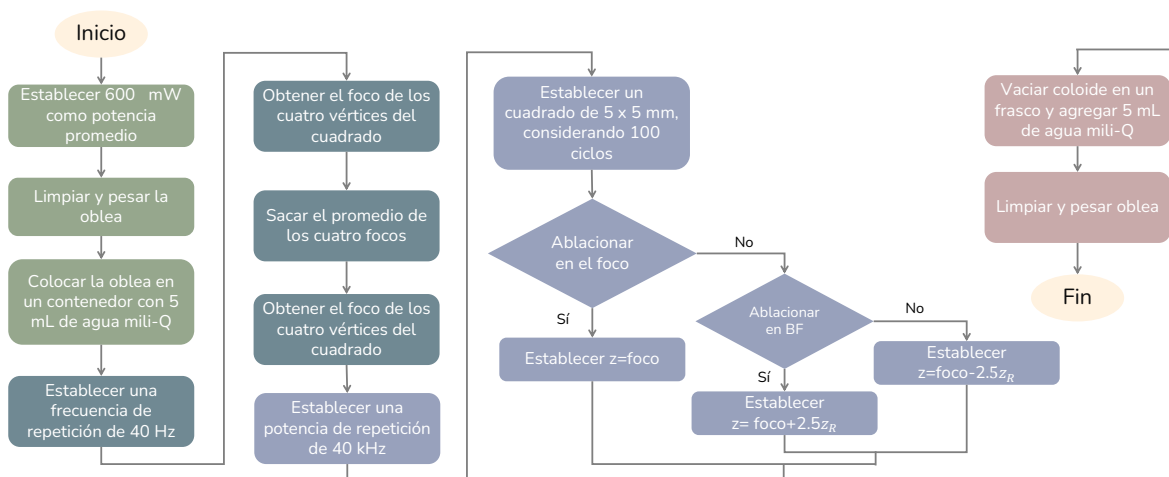 Inicio
Establecer 600 mW
como potencia
promedio
Limpiar y pesar la
oblea
Colocar la oblea en
un contenedor con 5
mL de agua mili-Q
Establecer una
frecuencia de
repetición de 40 Hz
Obtener el foco de los
cuatro vértices del
cuadrado
Sacar el promedio de
los cuatro focos
Obtener el foco de los
cuatro vértices del
cuadrado
Establecer una
potencia de repetición
de 40 kHz
Establecer un
cuadrado de 5 x 5 mm,
considerando 100
ciclos
Ablacionar
en el foco
No
Sí
Establecer z=foco
Ablacionar
en BF
No
Sí
Establecer
z= foco+2.5z_R
Establecer
z=foco-2.5z_R
Vaciar coloide en un
frasco y agregar 5 mL
de agua mili-Q
Limpiar y pesar oblea
Fin